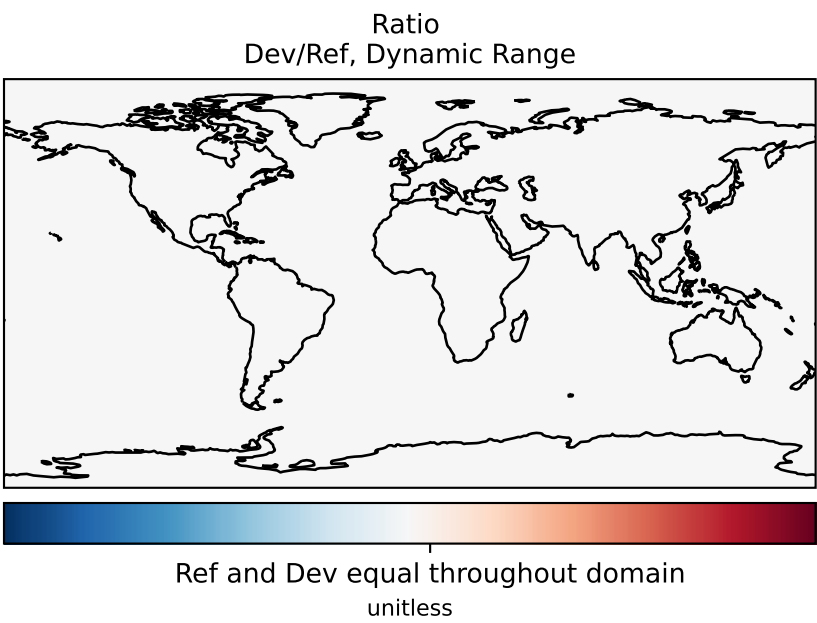 Ratio
Dev/Ref, Dynamic Range
Ref and Dev equal throughout domain
unitless